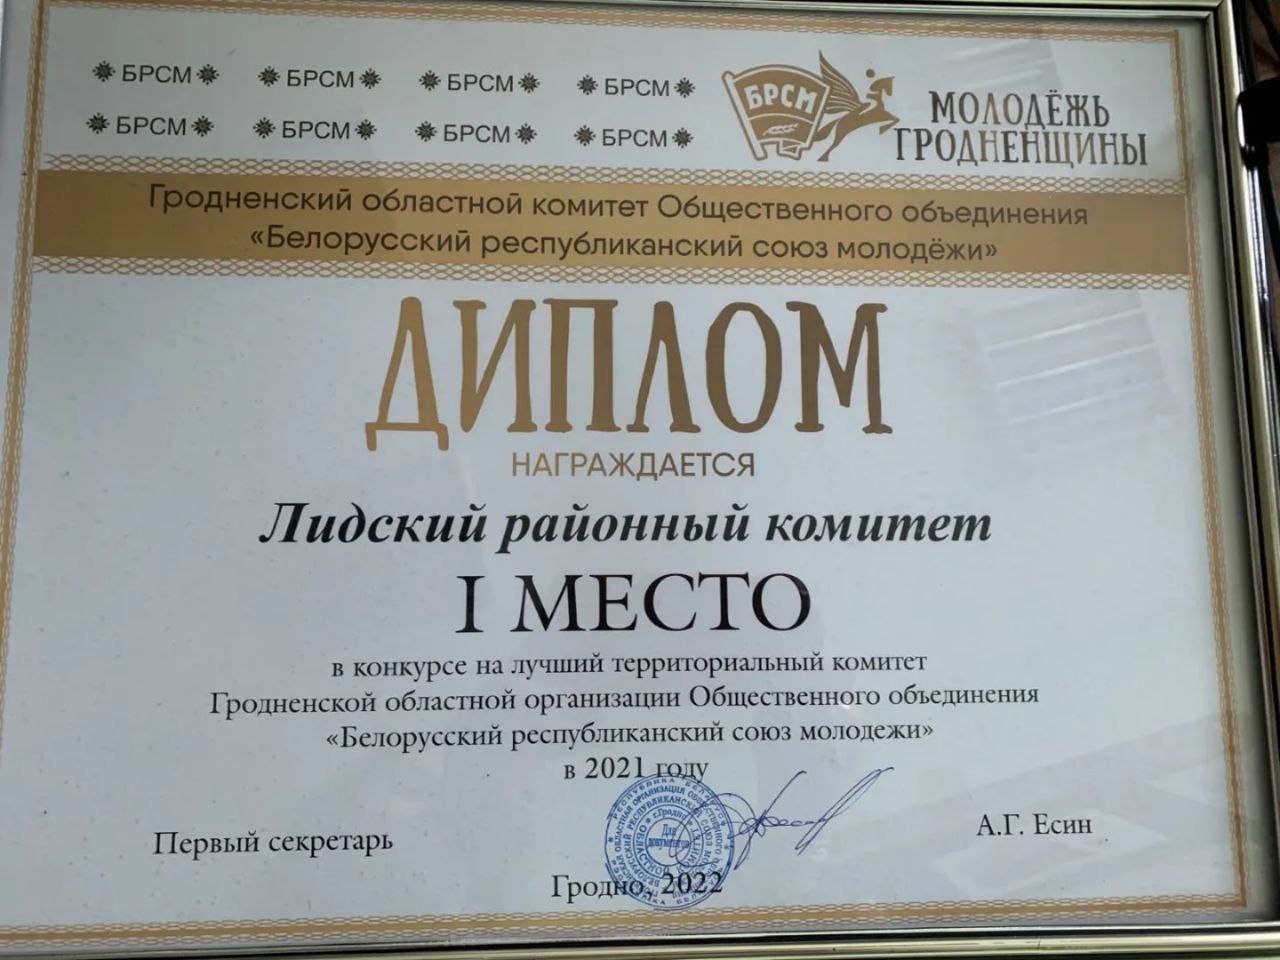 БРСМ БРСМ БРСМ БРСМ
БРСМ БРСМ БРСМ БРСМ
БРСМ
МОЛОДЁЖЬ
ГРОДНЕНЩИНЫ
Гродненский областной комитет Общественного объединения
«Белорусский республиканский союз молодёжи»
ДИПЛОМ
НАГРАЖДАЕТСЯ
Лидский районный комитет
I МЕСТО
в конкурсе на лучший территориальный комитет
Гродненской областной организации Общественного объединения
«Белорусский республиканский союз молодежи»
в 2021 году
Первый секретарь
А.Г. Есин
Для
документов
Гродно, 2022